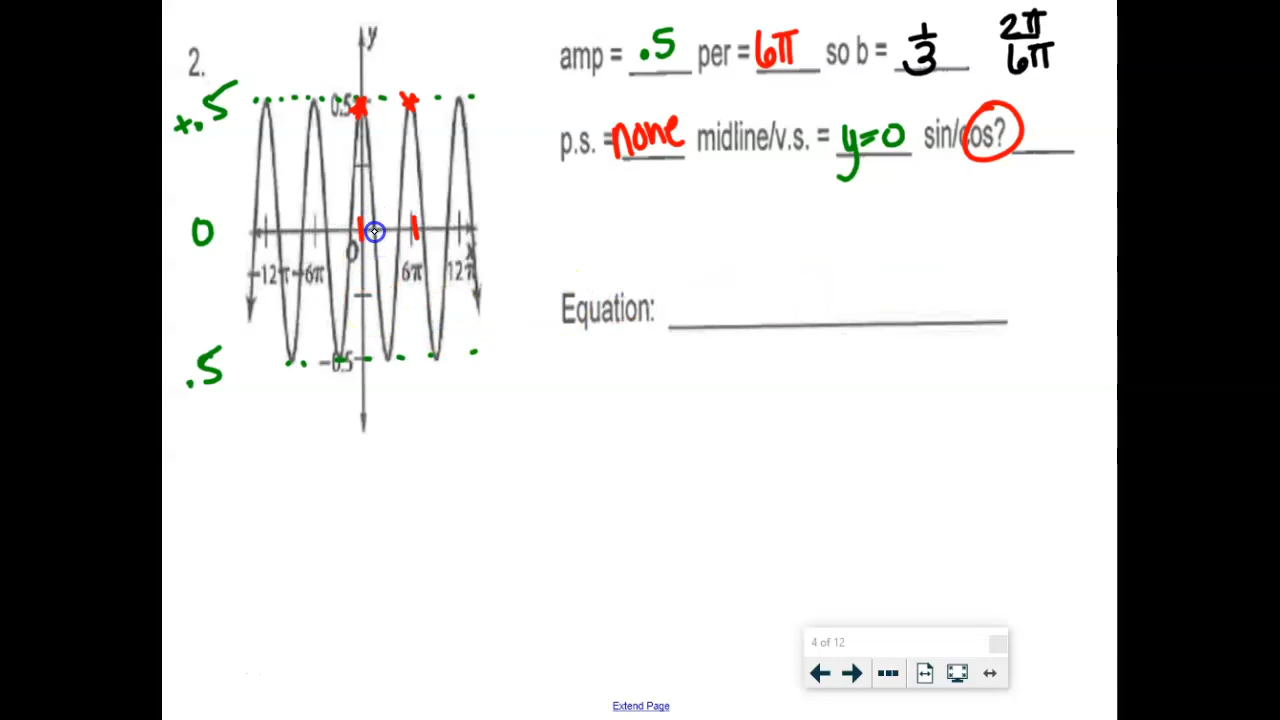 2.
y
+.5
0.5
0
0
x
-12π -6π 6π 12π
.5
-0.5
amp = .5 per = 6π so b = 1/3 2π/6π
p.s. = none midline/v.s. = y=0 sin/cos?
Equation:
4 of 12
Extend Page